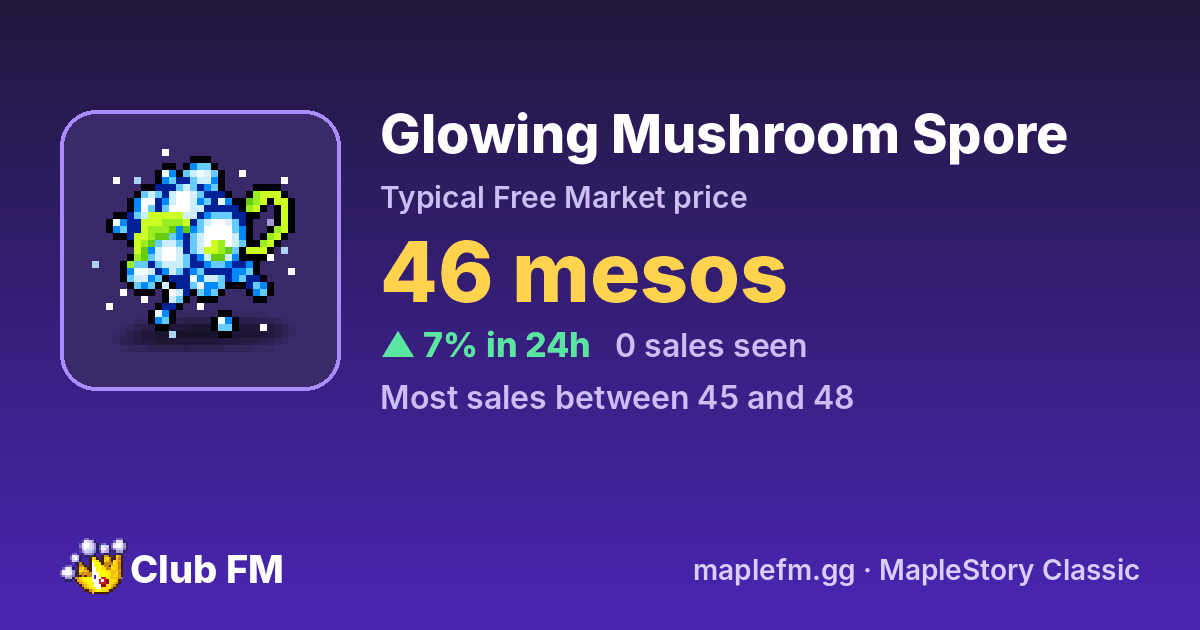 Glowing Mushroom Spore
Typical Free Market price
46 mesos
▲ 7% in 24h 0 sales seen
Most sales between 45 and 48
Club FM
maplefm.gg · MapleStory Classic